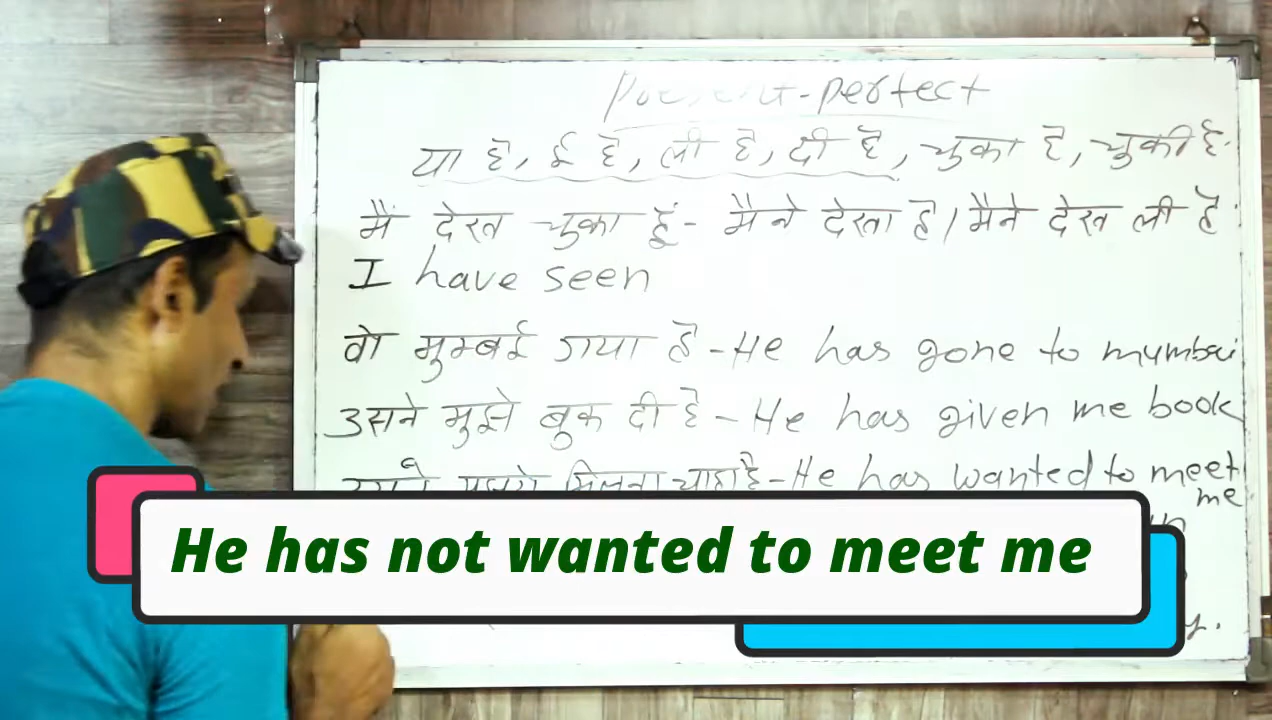 Present-perfect
या है, ई है, ली है, दी है, चुका है, चुकी है.
मैं देख चुका हूं- मैंने देखा है/मैंने देख ली है.
I have seen
वो मुम्बई गया है-He has gone to mumbai
उसने मुझे बुक दी है-He has given me book
मिलना चाहा है-He has wanted to meet
me
He has not wanted to meet me